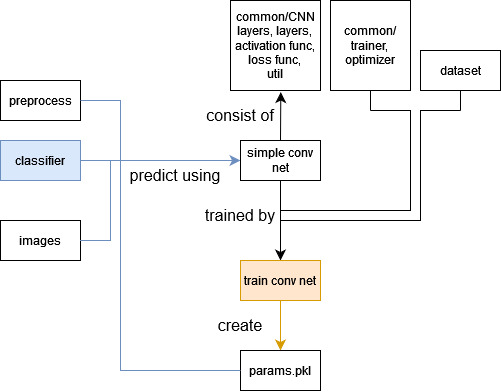 common/CNN
layers, layers,
activation func,
loss func,
util
common/
trainer,
optimizer
dataset
preprocess
consist of
classifier
predict using
simple conv
net
images
trained by
train conv net
create
params.pkl